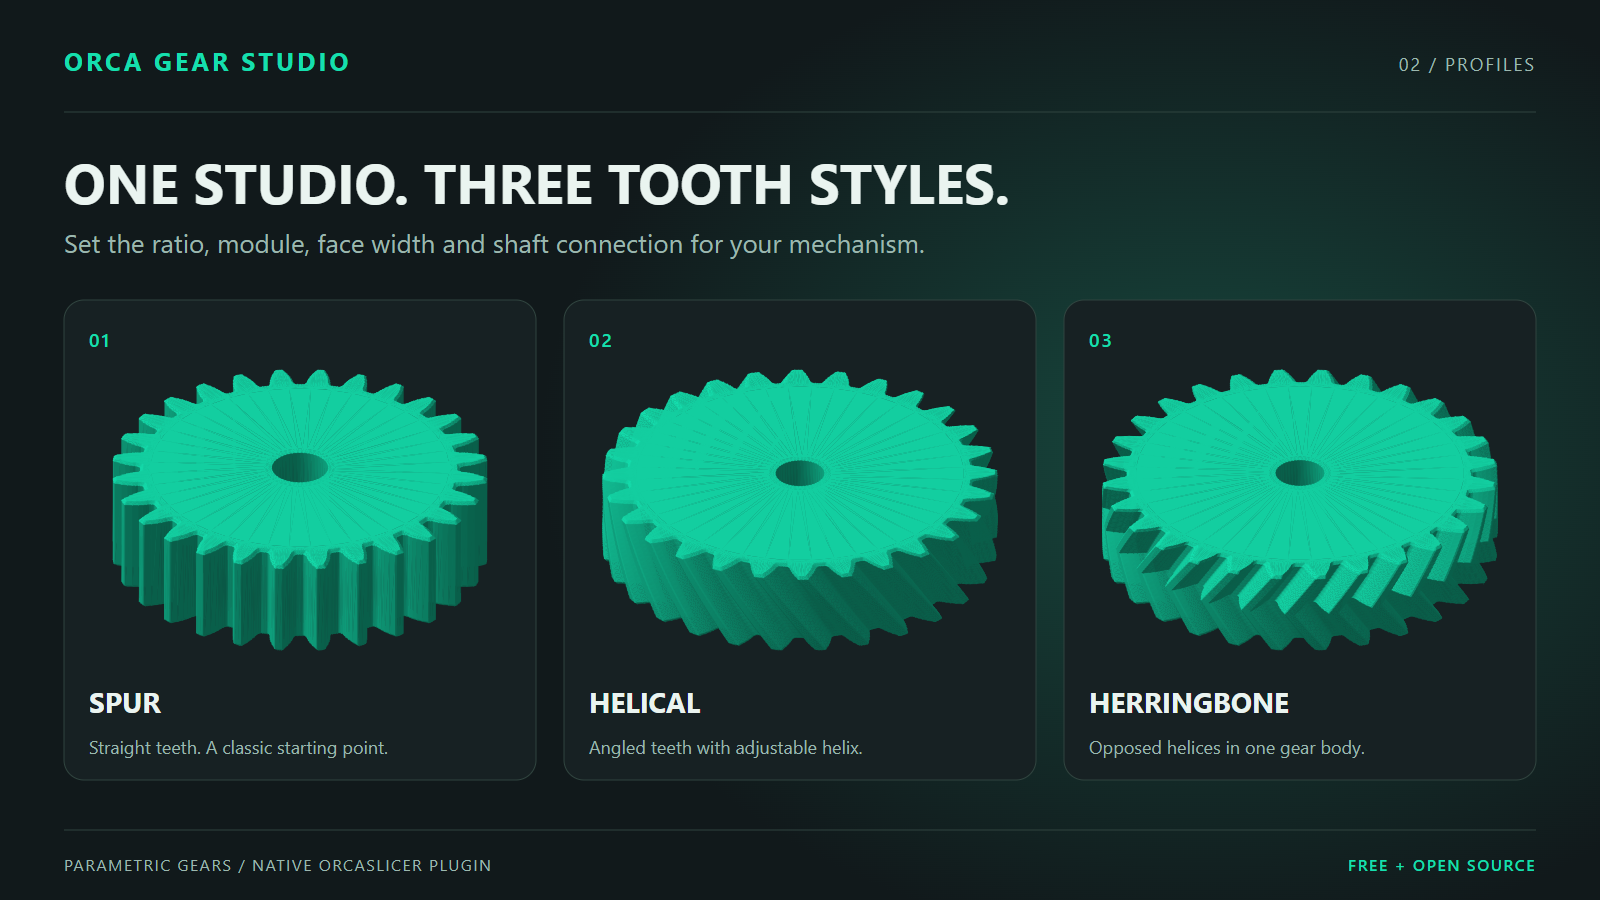 ORCA GEAR STUDIO
02 / PROFILES
ONE STUDIO. THREE TOOTH STYLES.
Set the ratio, module, face width and shaft connection for your mechanism.
01
SPUR
Straight teeth. A classic starting point.
02
HELICAL
Angled teeth with adjustable helix.
03
HERRINGBONE
Opposed helices in one gear body.
PARAMETRIC GEARS / NATIVE ORCASLICER PLUGIN
FREE + OPEN SOURCE